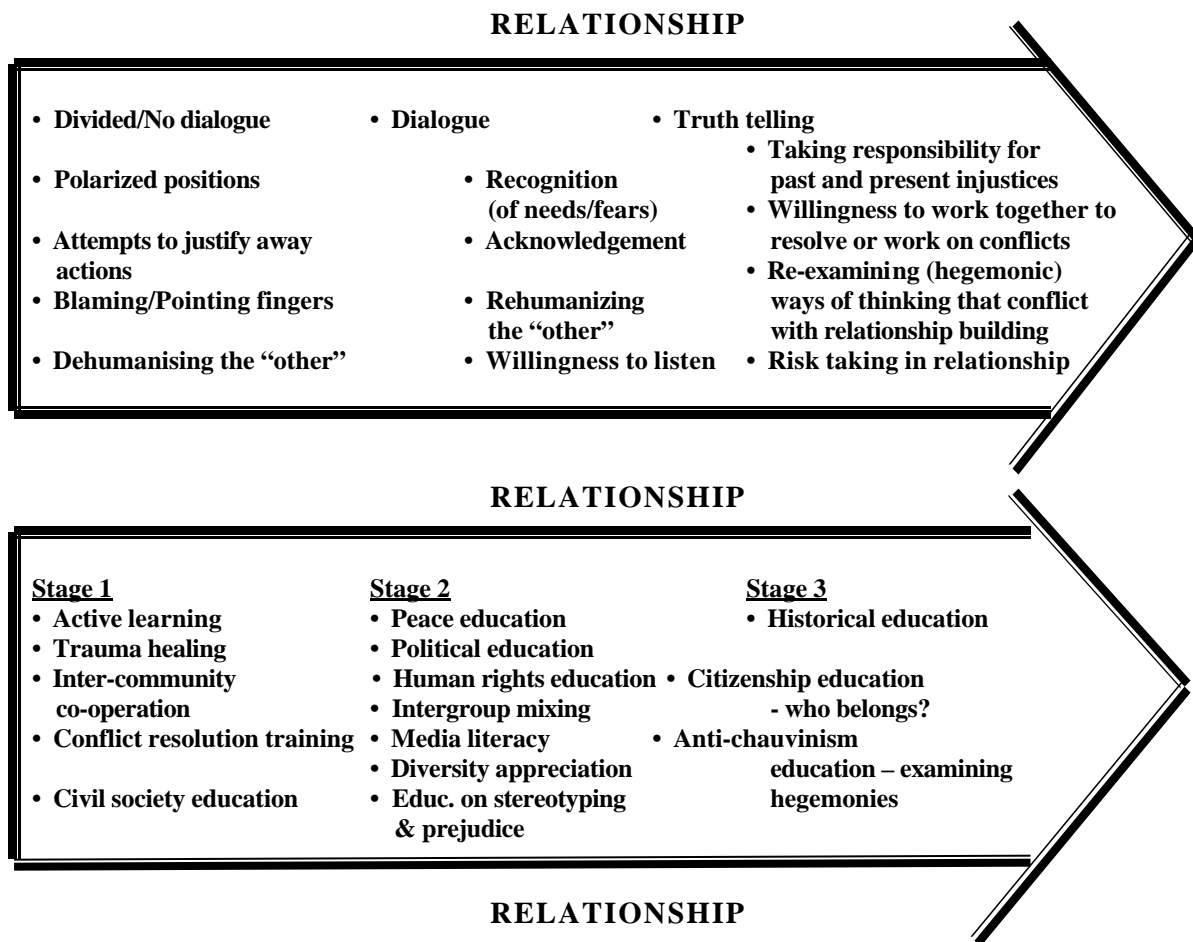 RELATIONSHIP
• Divided/No dialogue • Dialogue • Truth telling
• Taking responsibility for
• Polarized positions • Recognition past and present injustices
(of needs/fears) • Willingness to work together to
• Attempts to justify away • Acknowledgement resolve or work on conflicts
actions • Re-examining (hegemonic)
• Blaming/Pointing fingers • Rehumanizing ways of thinking that conflict
the “other” with relationship building
• Dehumanising the “other” • Willingness to listen • Risk taking in relationship
RELATIONSHIP
Stage 1 Stage 2 Stage 3
• Active learning • Peace education • Historical education
• Trauma healing • Political education
• Inter-community • Human rights education • Citizenship education
co-operation • Intergroup mixing - who belongs?
• Conflict resolution training • Media literacy • Anti-chauvinism
• Diversity appreciation education – examining
• Civil society education • Educ. on stereotyping hegemonies
& prejudice
RELATIONSHIP